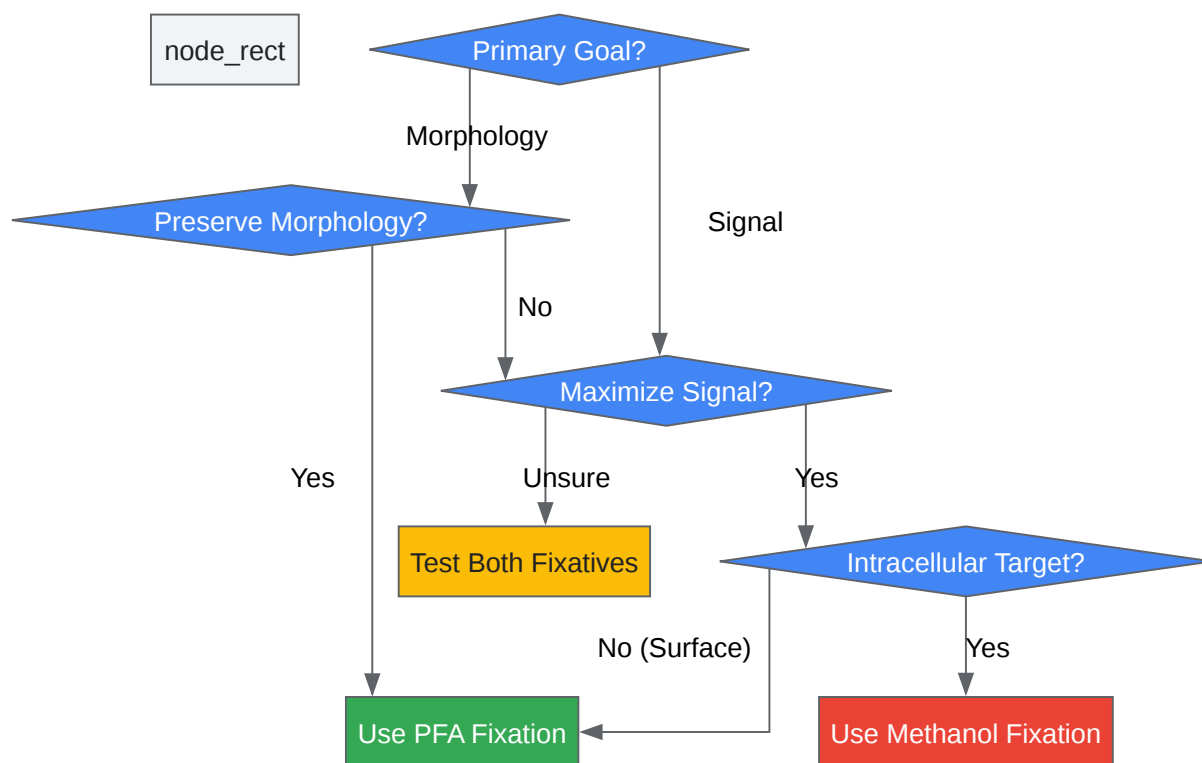 node_rect
Primary Goal?
Morphology
Preserve Morphology?
Signal
No
Maximize Signal?
Yes
Unsure
Yes
Test Both Fixatives
Intracellular Target?
No (Surface)
Yes
Use PFA Fixation
Use Methanol Fixation